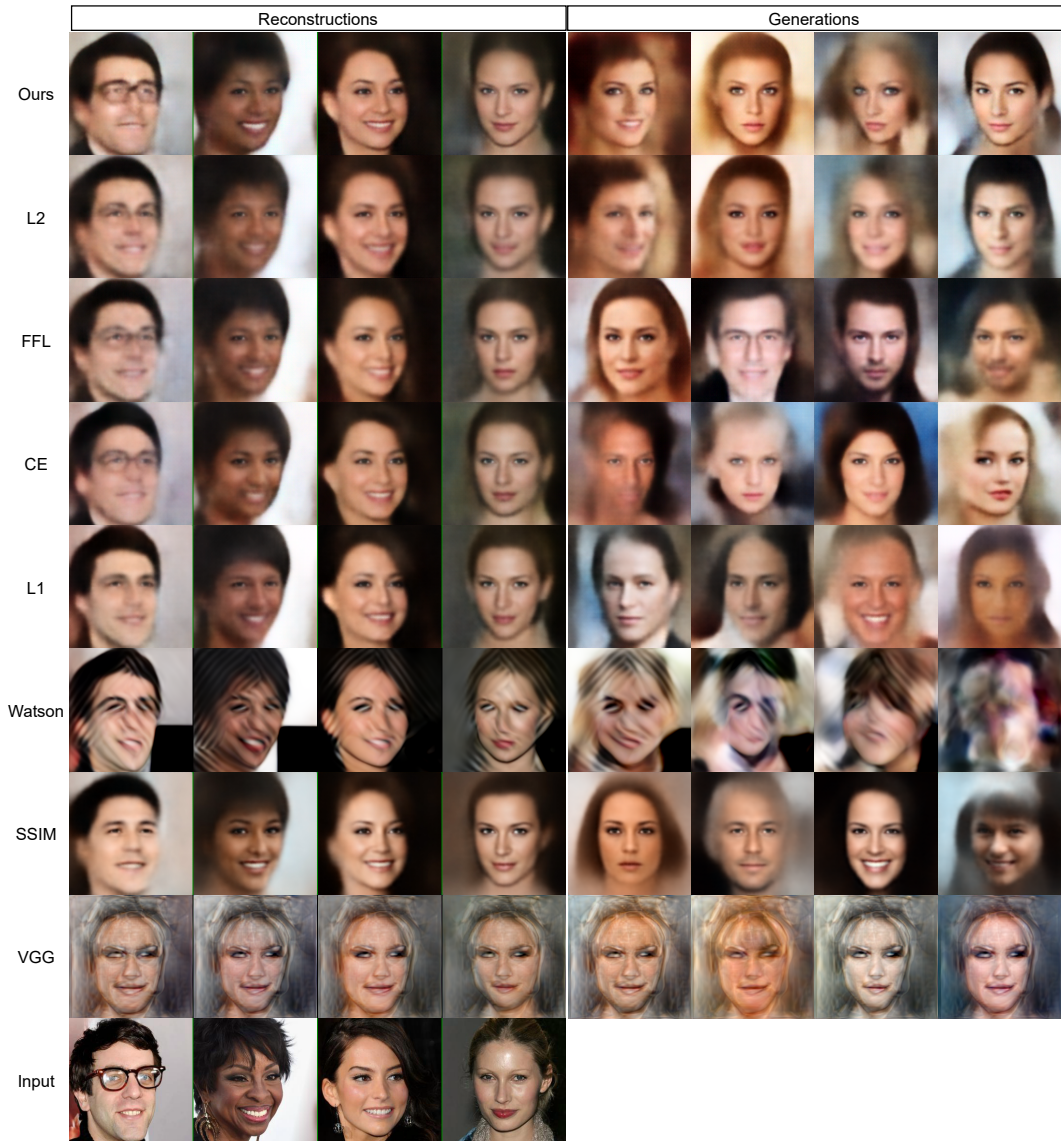 Reconstructions
Generations
Ours
L2
FFL
CE
L1
Watson
SSIM
VGG
Input